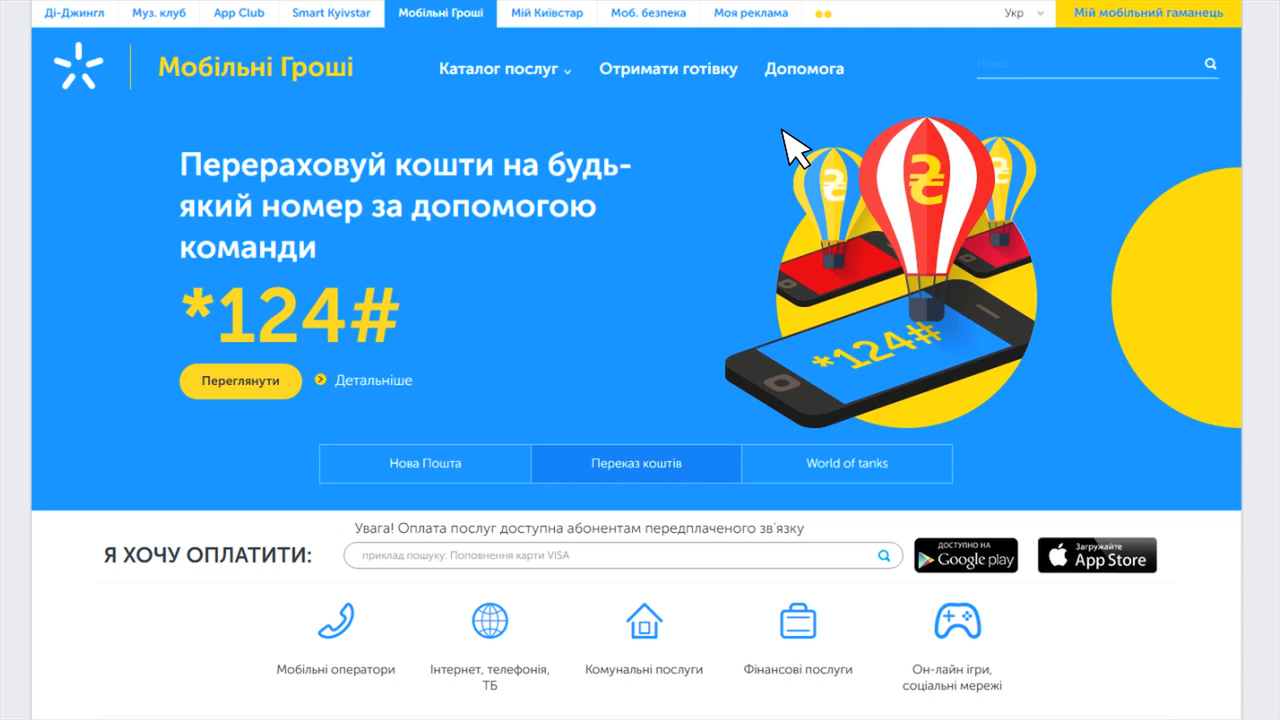 Ді-Джингл Муз. клуб App Club Smart Kyivstar Мобільні Гроші Мій Київстар Моб. безпека Моя реклама Укр Мій мобільний гаманець
Мобільні Гроші Каталог послуг Отримати готівку Допомога Поиск
Перераховуй кошти на будь-
який номер за допомогою
команди
*124#
Переглянути Детальніше
*124#
₴ ₴ ₴
Нова Пошта Переказ коштів World of tanks
Увага! Оплата послуг доступна абонентам передплаченого зв'язку
Я ХОЧУ ОПЛАТИТИ: приклад пошуку: Поповнення карти VISA
ДОСТУПНО НА
Google play
Загружайте
App Store
Мобільні оператори
Інтернет, телефонія,
ТБ
Комунальні послуги
Фінансові послуги
Он-лайн ігри,
соціальні мережі